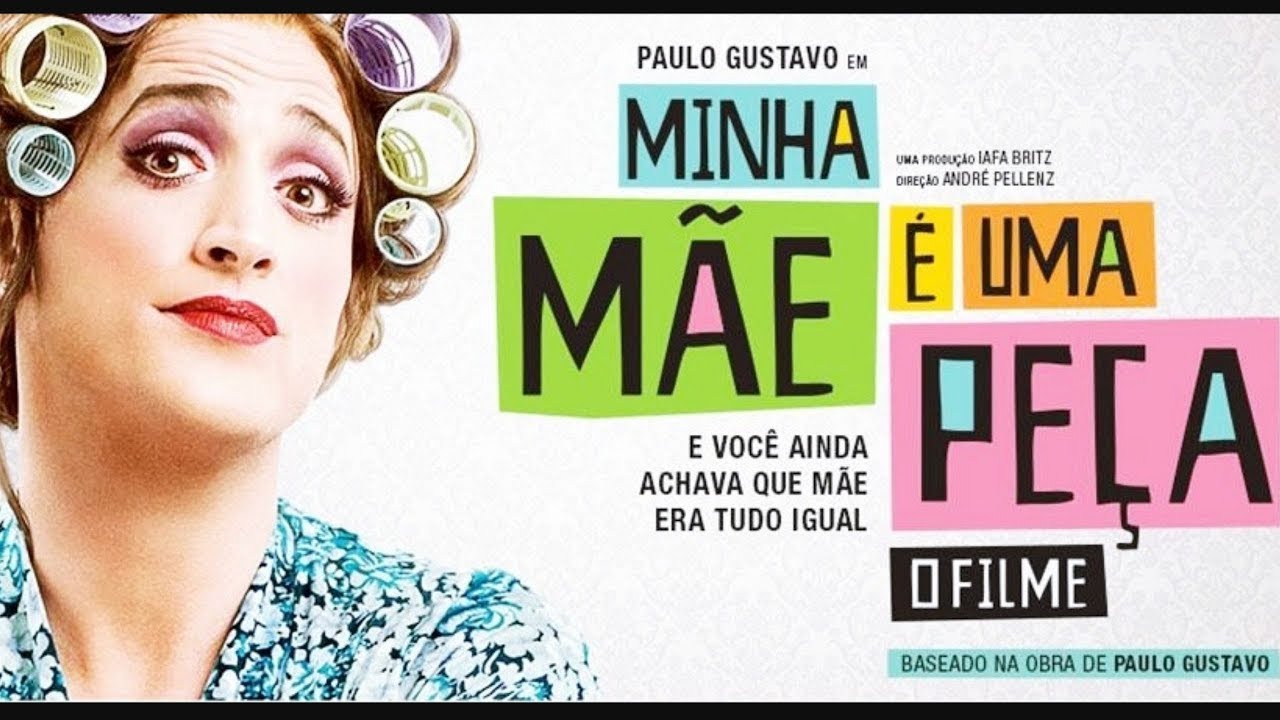 PAULO GUSTAVO EM
MINHA
MÃE
É UMA
PEÇA
O FILME
UMA PRODUÇÃO IAFA BRITZ
DIREÇÃO ANDRÉ PELLENZ
E VOCÊ AINDA
ACHAVA QUE MÃE
ERA TUDO IGUAL
BASEADO NA OBRA DE PAULO GUSTAVO